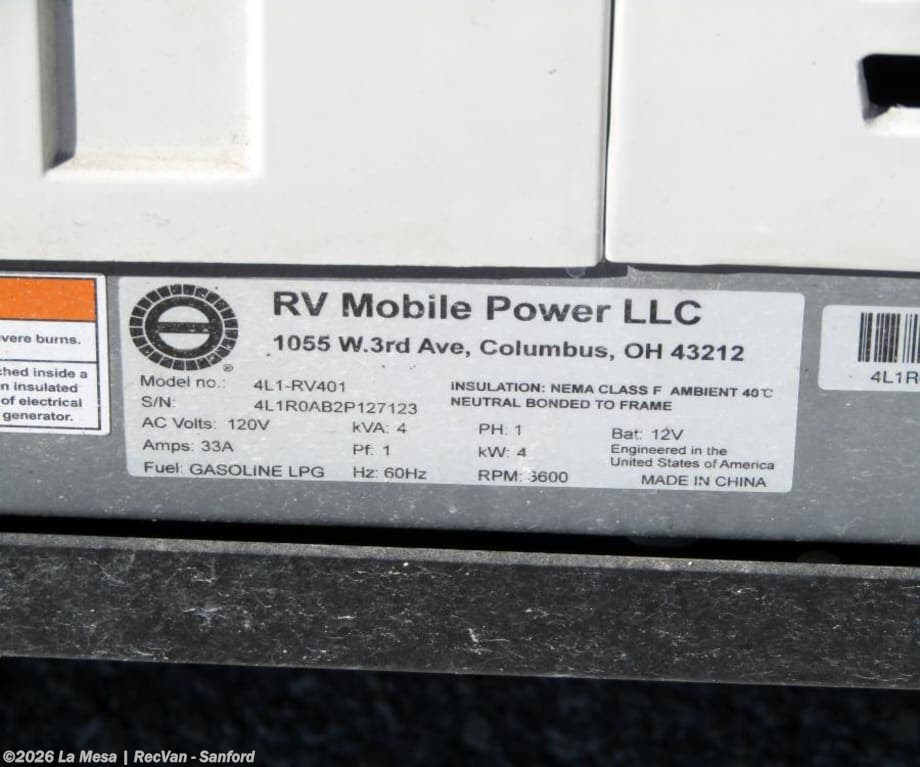 RV Mobile Power LLC
1055 W.3rd Ave, Columbus, OH 43212
Model no.: 4L1-RV401
S/N: 4L1R0AB2P127123
INSULATION: NEMA CLASS F AMBIENT 40℃
NEUTRAL BONDED TO FRAME
AC Volts: 120V kVA: 4 PH: 1 Bat: 12V
Amps: 33A Pf: 1 kW: 4
Engineered in the
United States of America
Fuel: GASOLINE LPG Hz: 60Hz RPM: 3600 MADE IN CHINA
®
vere burns.
ched inside a
n insulated
of electrical
generator.
4L1R
©2026 La Mesa | RecVan - Sanford